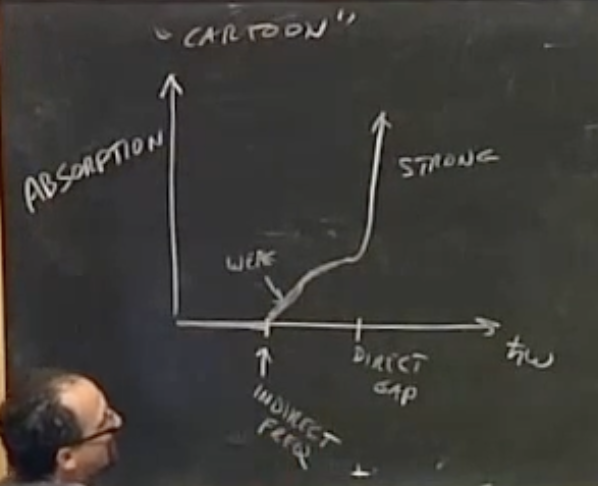 "CARTOON"
ABSORPTION
STRONG
WEAK
ħω
DIRECT
GAP
INDIRECT
FREQ